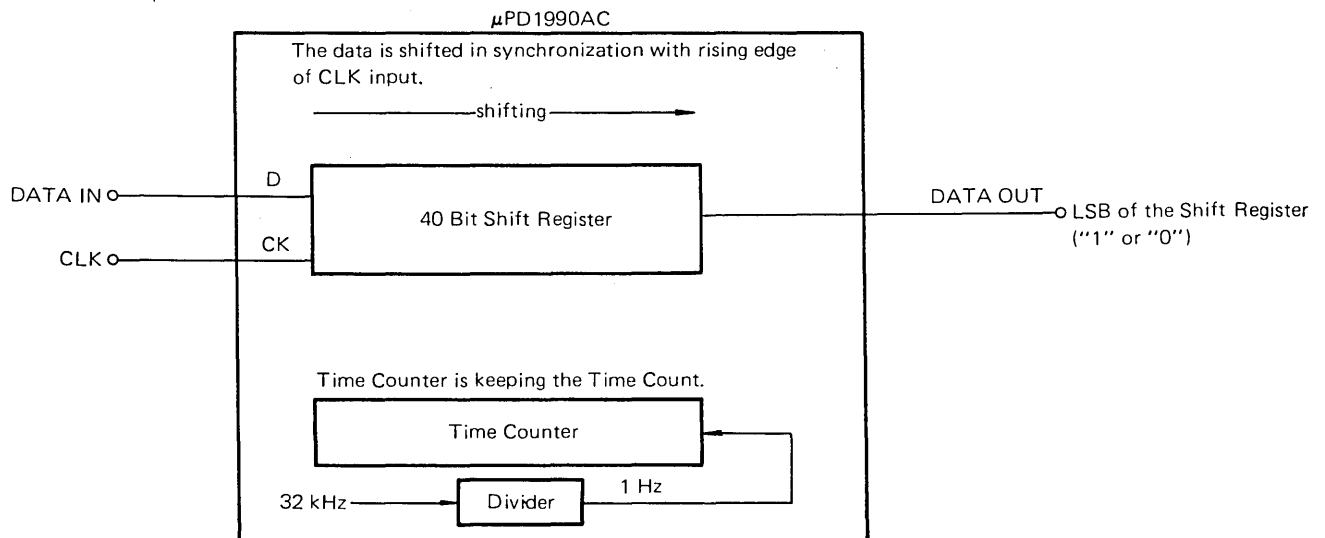 μPD1990AC
The data is shifted in synchronization with rising edge
of CLK input.
shifting
DATA IN
D
40 Bit Shift Register
DATA OUT
LSB of the Shift Register
("1" or "0")
CLK
CK
Time Counter is keeping the Time Count.
Time Counter
32 kHz
Divider
1 Hz